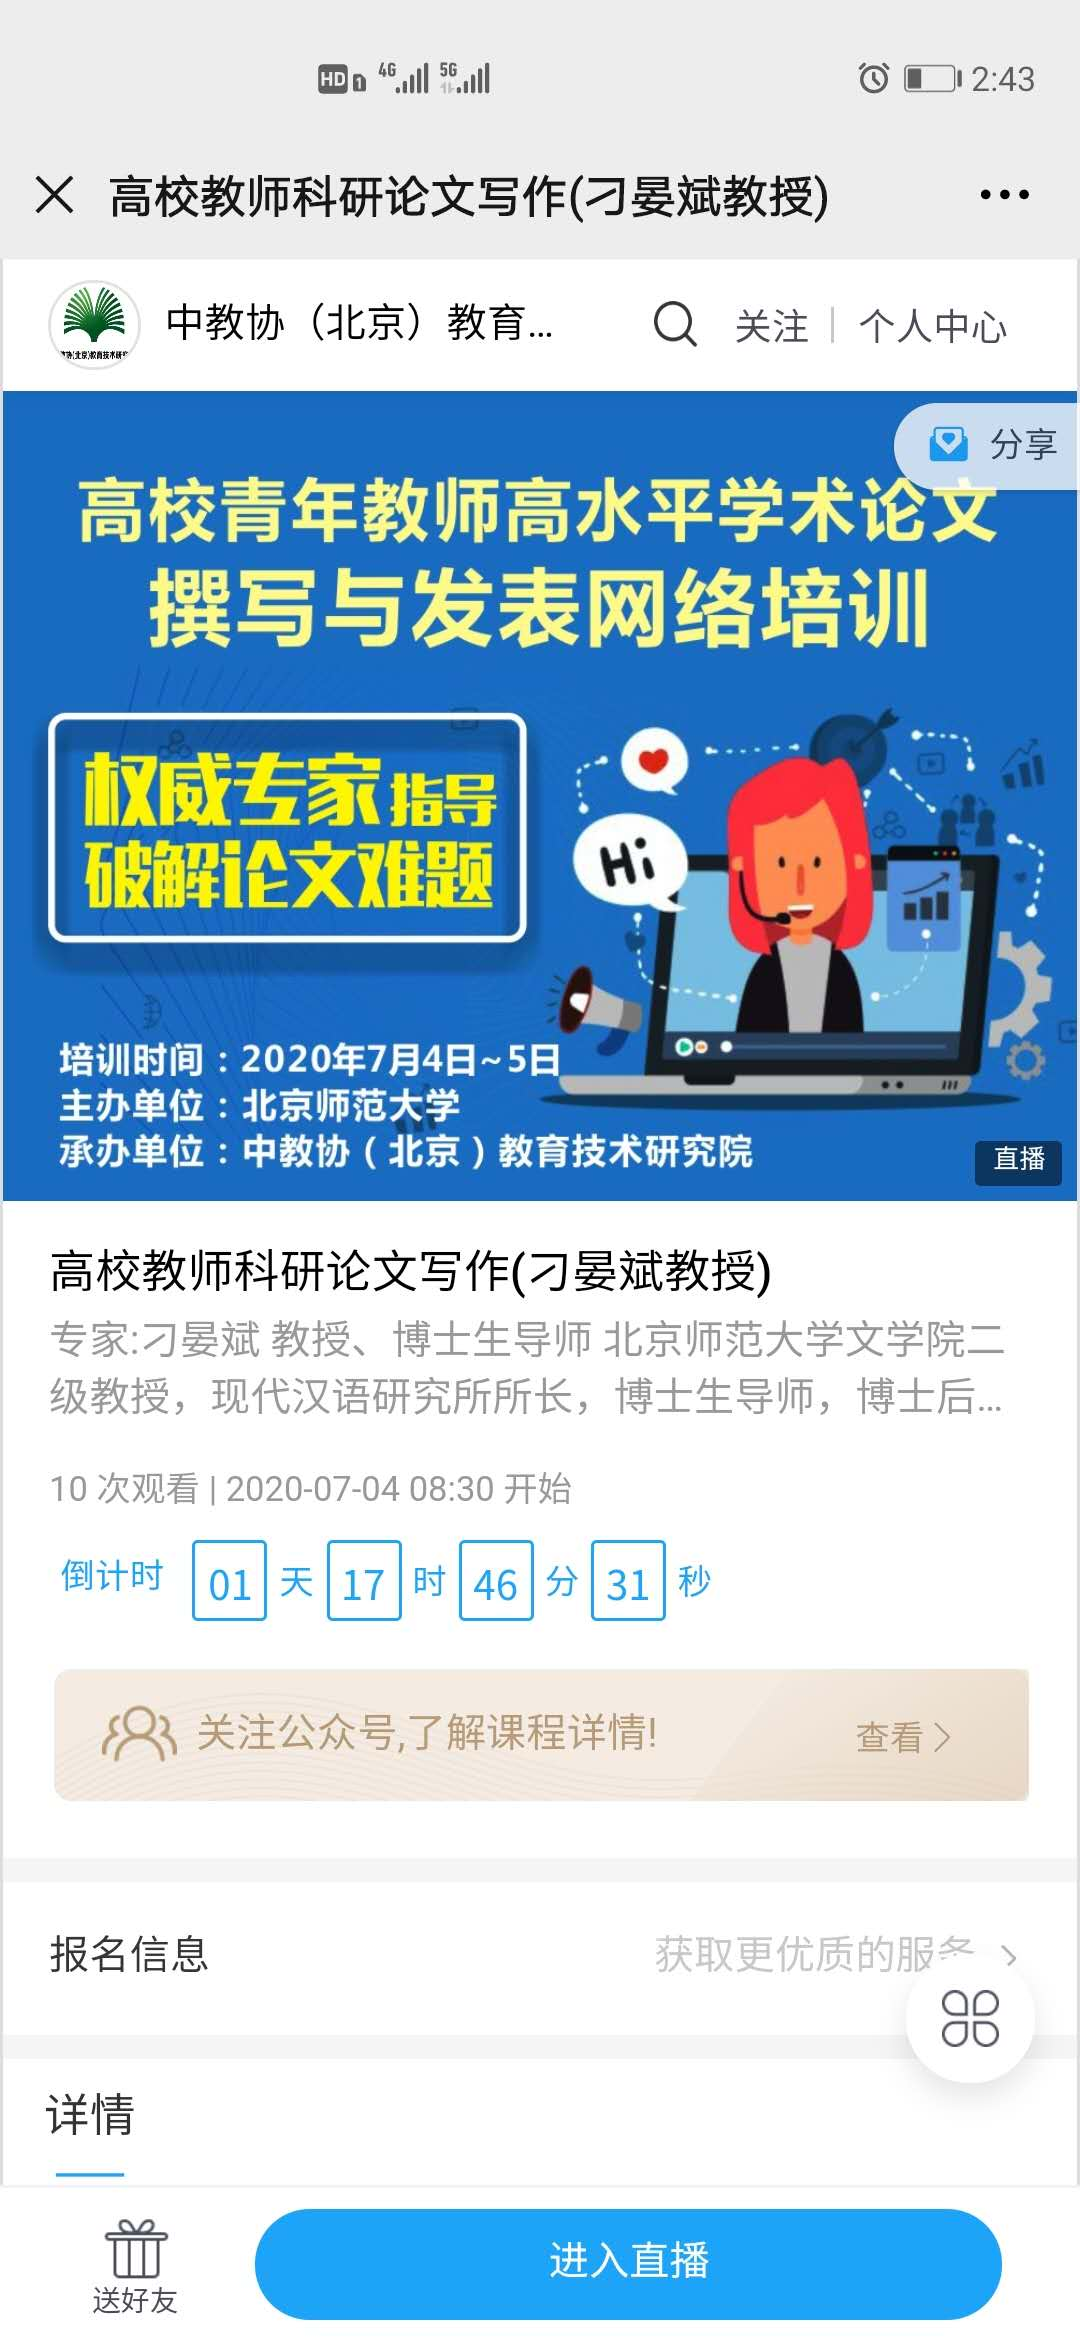 HD 1 4G 5G 2:43
高校教师科研论文写作(刁晏斌教授)
中教协（北京）教育... 关注 | 个人中心
分享
高校青年教师高水平学术论文
撰写与发表网络培训
权威专家指导
破解论文难题
Hi
培训时间：2020年7月4日~5日
主办单位：北京师范大学
承办单位：中教协（北京）教育技术研究院
直播
高校教师科研论文写作(刁晏斌教授)
专家:刁晏斌 教授、博士生导师 北京师范大学文学院二
级教授，现代汉语研究所所长，博士生导师，博士后...
10 次观看 | 2020-07-04 08:30 开始
倒计时 01 天 17 时 46 分 31 秒
关注公众号,了解课程详情! 查看
报名信息 获取更优质的服务
详情
送好友 进入直播